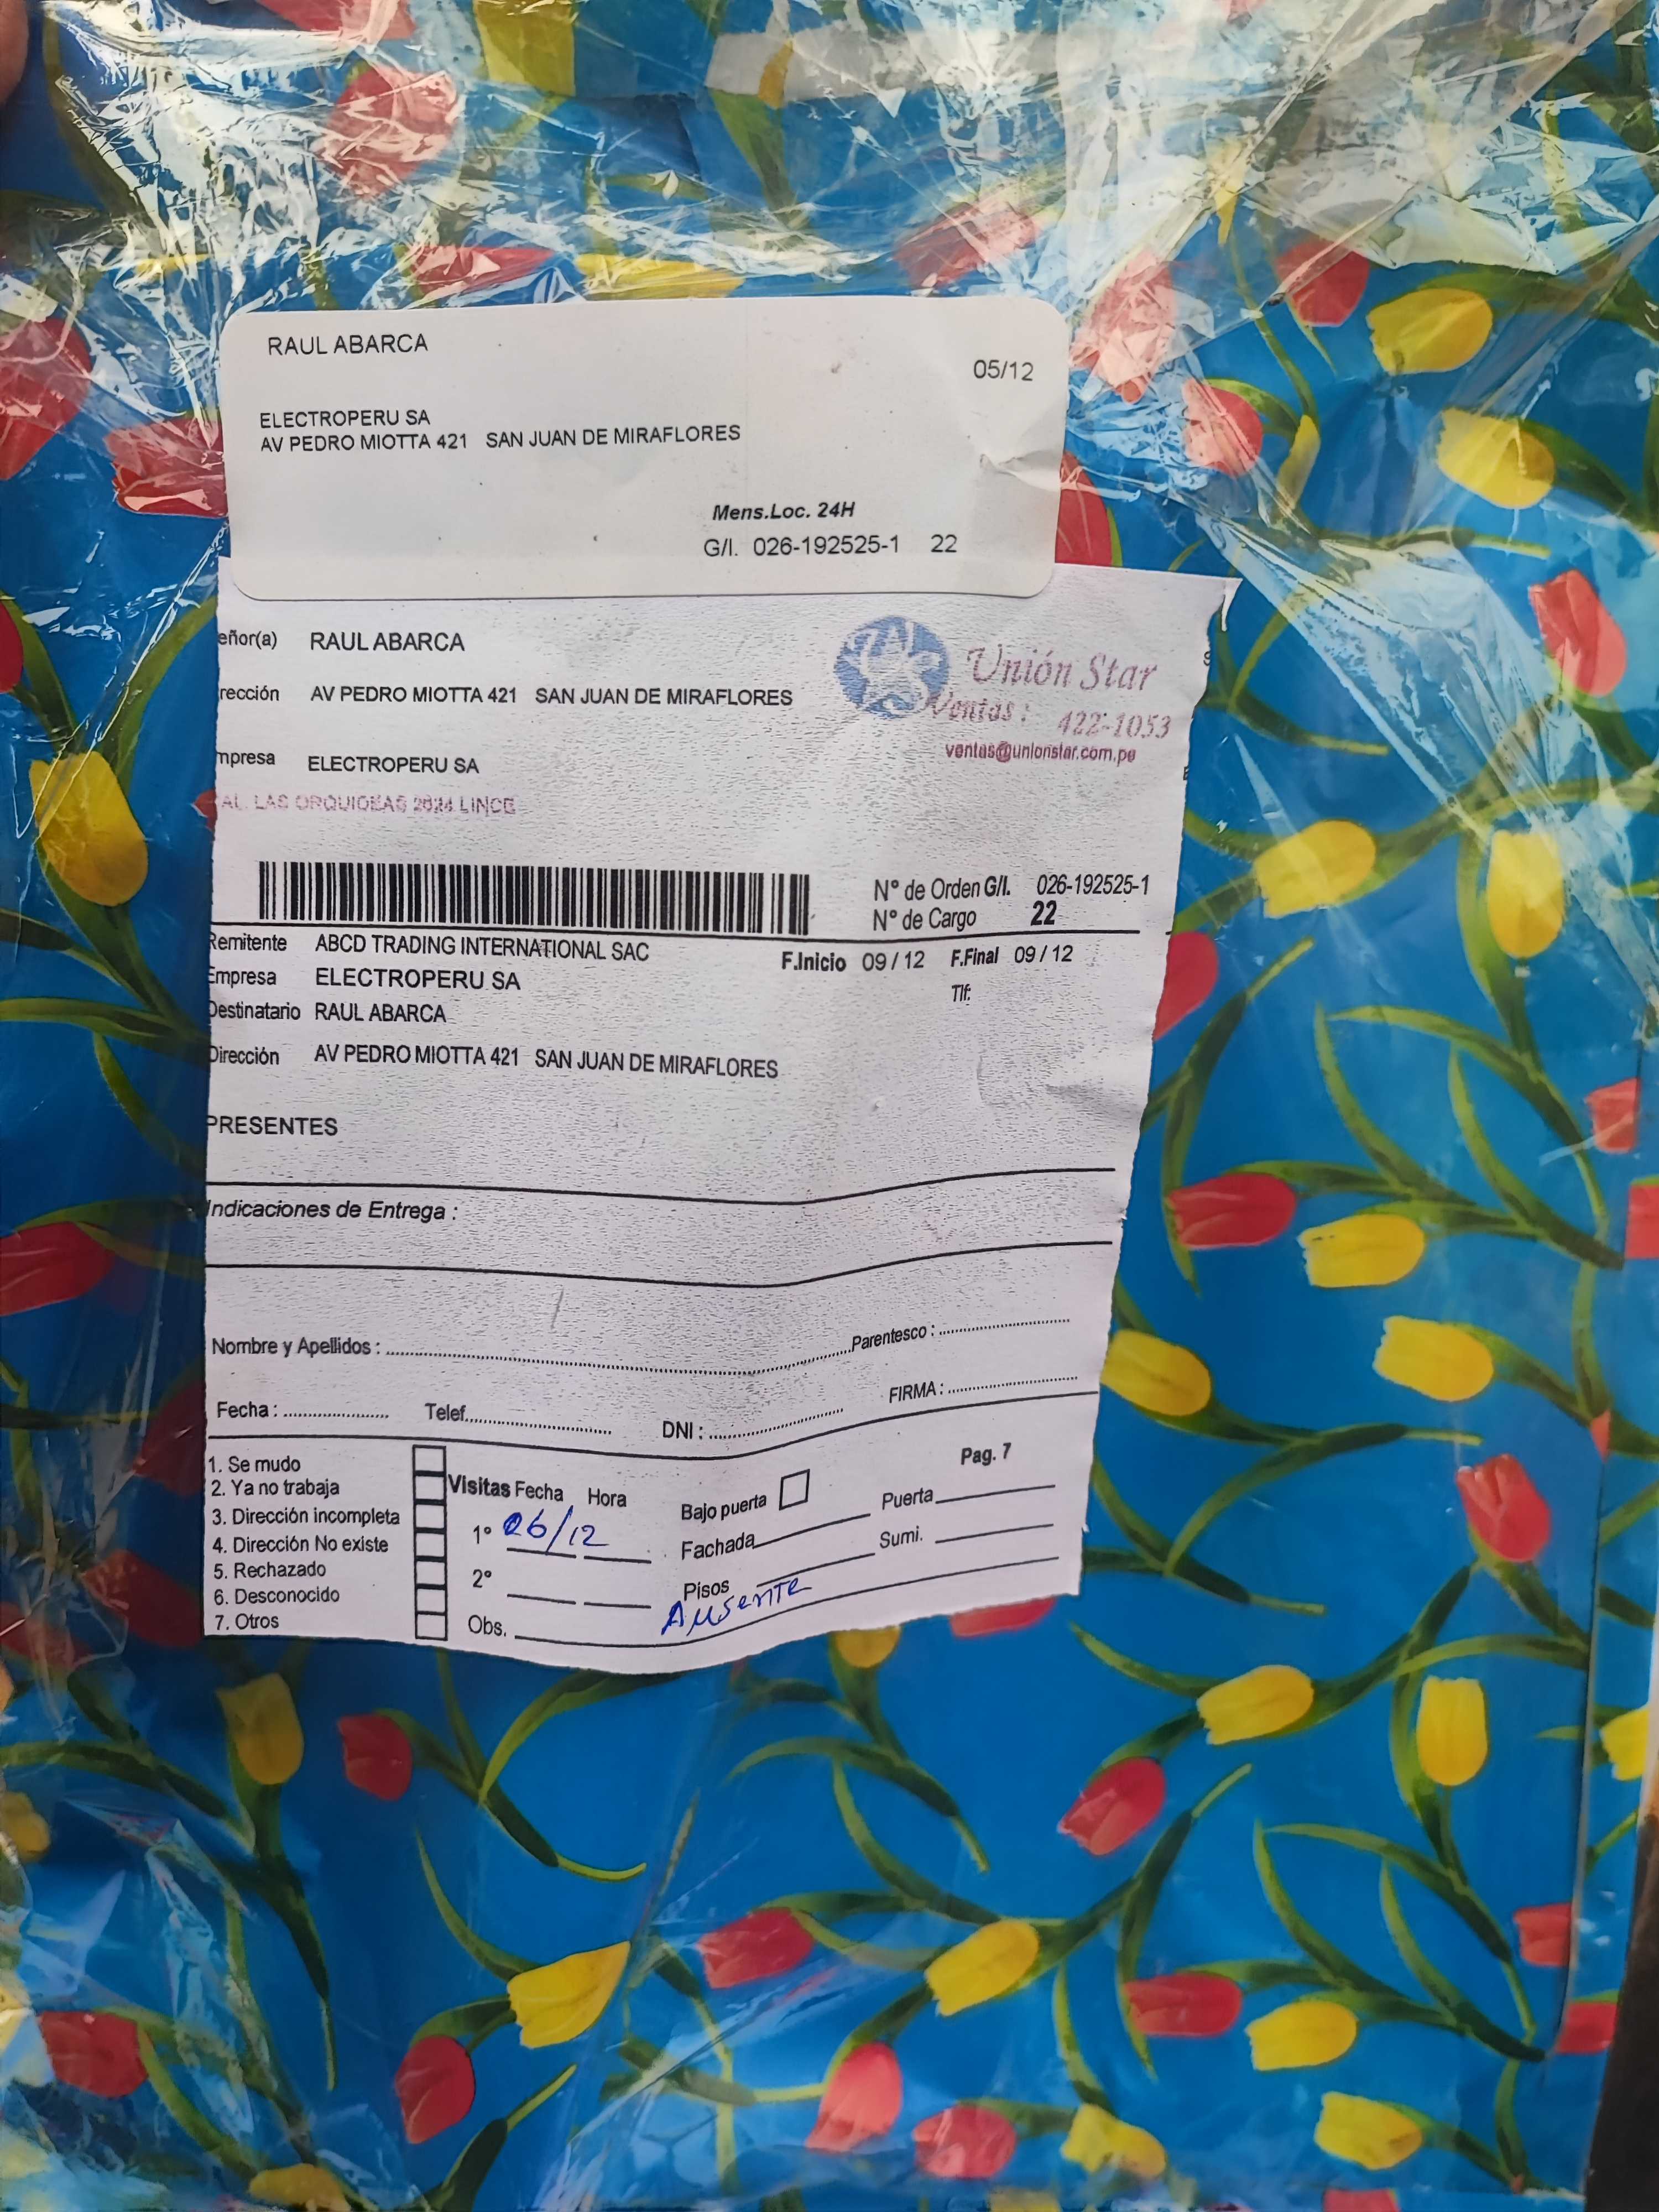 RAUL ABARCA
05/12
ELECTROPERU SA
AV PEDRO MIOTTA 421 SAN JUAN DE MIRAFLORES
Mens.Loc. 24H
G/I. 026-192525-1 22
eñor(a) RAUL ABARCA
Unión Star
rección AV PEDRO MIOTTA 421 SAN JUAN DE MIRAFLORES
Ventas: 422-1053
ventas@unionstar.com.pe
mpresa ELECTROPERU SA
AL. LAS ORQUIDEAS 2624 LINCE
N° de Orden G/I. 026-192525-1
N° de Cargo 22
Remitente ABCD TRADING INTERNATIONAL SAC
F.Inicio 09 / 12 F.Final 09 / 12
Empresa ELECTROPERU SA
Tlf:
Destinatario RAUL ABARCA
Dirección AV PEDRO MIOTTA 421 SAN JUAN DE MIRAFLORES
PRESENTES
Indicaciones de Entrega :
Nombre y Apellidos : Parentesco :
Fecha : Telef. DNI : FIRMA :
Pag. 7
1. Se mudo
2. Ya no trabaja
3. Dirección incompleta
4. Dirección No existe
5. Rechazado
6. Desconocido
7. Otros
Visitas Fecha Hora
1° 06/12
2°
Obs.
Bajo puerta Puerta
Fachada Sumi.
Pisos
Ausente